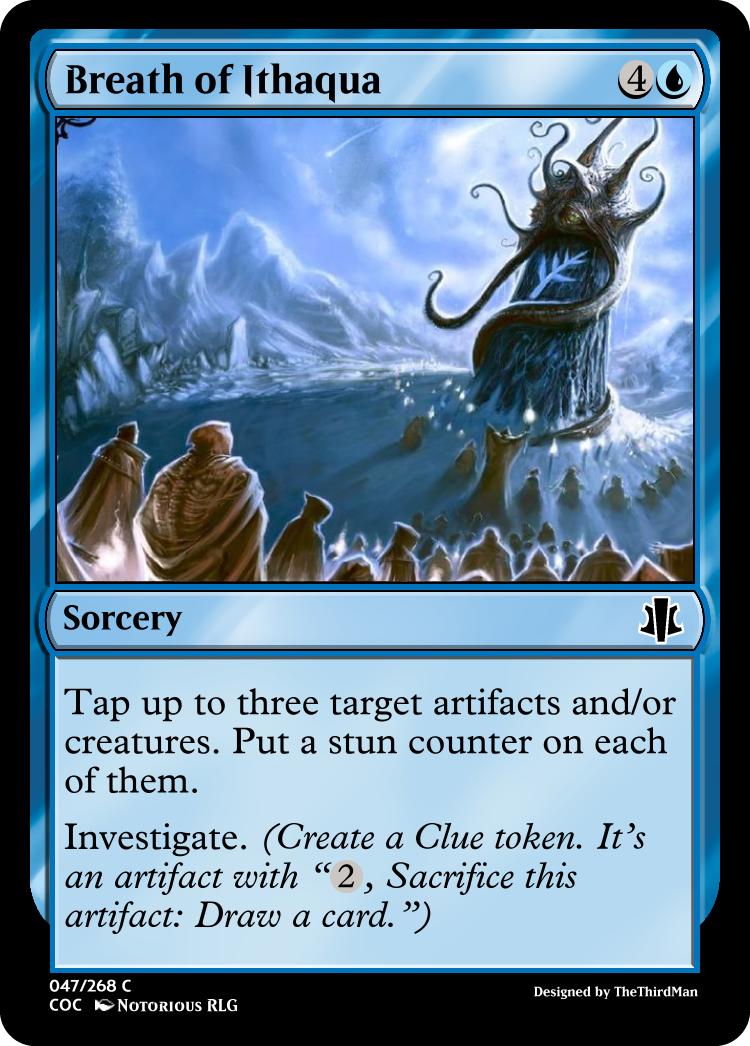 Breath of Ithaqua 4
Sorcery
Tap up to three target artifacts and/or
creatures. Put a stun counter on each
of them.
Investigate. (Create a Clue token. It's
an artifact with “2, Sacrifice this
artifact: Draw a card.”)
047/268 C
COC Notorious RLG
Designed by TheThirdMan